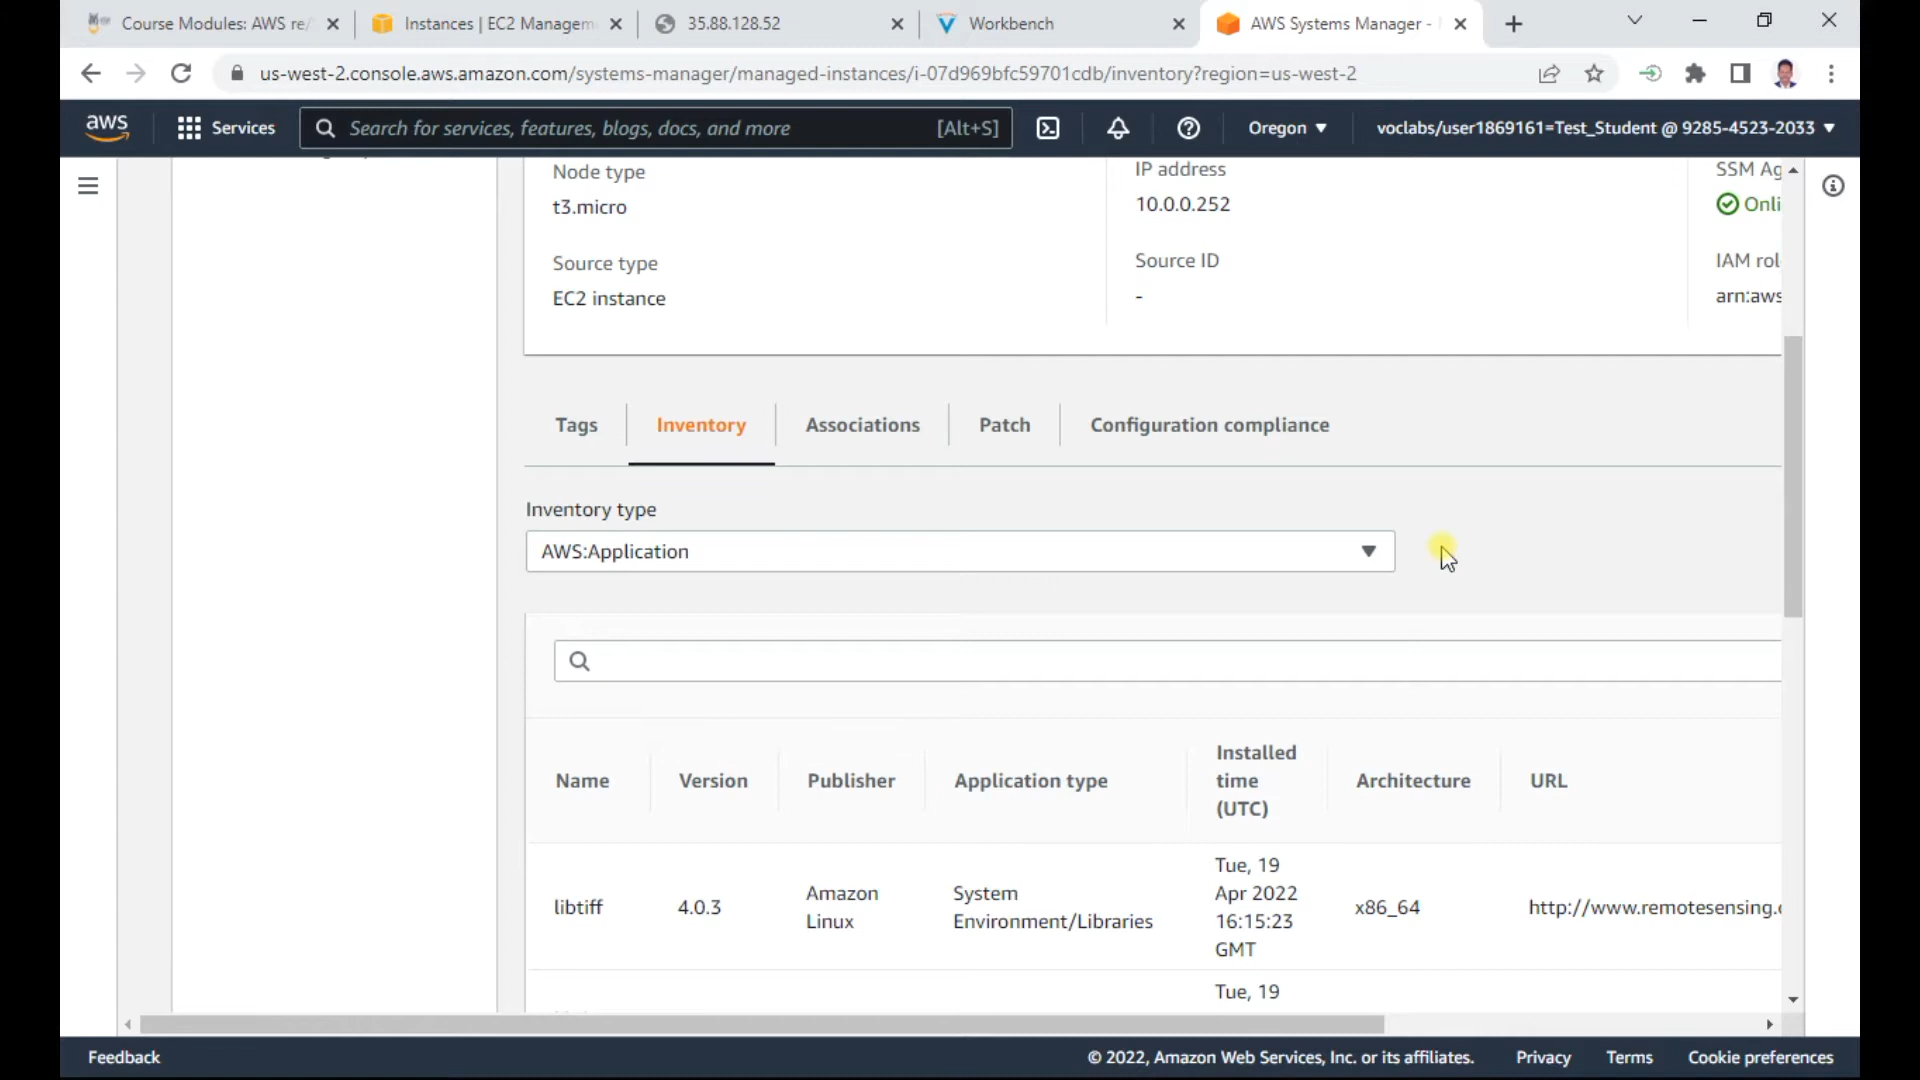 Course Modules: AWS re/
Instances | EC2 Managem
35.88.128.52
Workbench
AWS Systems Manager -
us-west-2.console.aws.amazon.com/systems-manager/managed-instances/i-07d969bfc59701cdb/inventory?region=us-west-2
aws
Services
Search for services, features, blogs, docs, and more
[Alt+S]
Oregon
voclabs/user1869161=Test_Student @ 9285-4523-2033
Node type
IP address
SSM Ag
t3.micro
10.0.0.252
Onli
Source type
Source ID
IAM rol
EC2 instance
-
arn:aws
Tags
Inventory
Associations
Patch
Configuration compliance
Inventory type
AWS:Application
Name
Version
Publisher
Application type
Installed
time
(UTC)
Architecture
URL
libtiff
4.0.3
Amazon
Linux
System
Environment/Libraries
Tue, 19
Apr 2022
16:15:23
GMT
x86_64
http://www.remotesensing.
Tue, 19
Feedback
© 2022, Amazon Web Services, Inc. or its affiliates.
Privacy
Terms
Cookie preferences